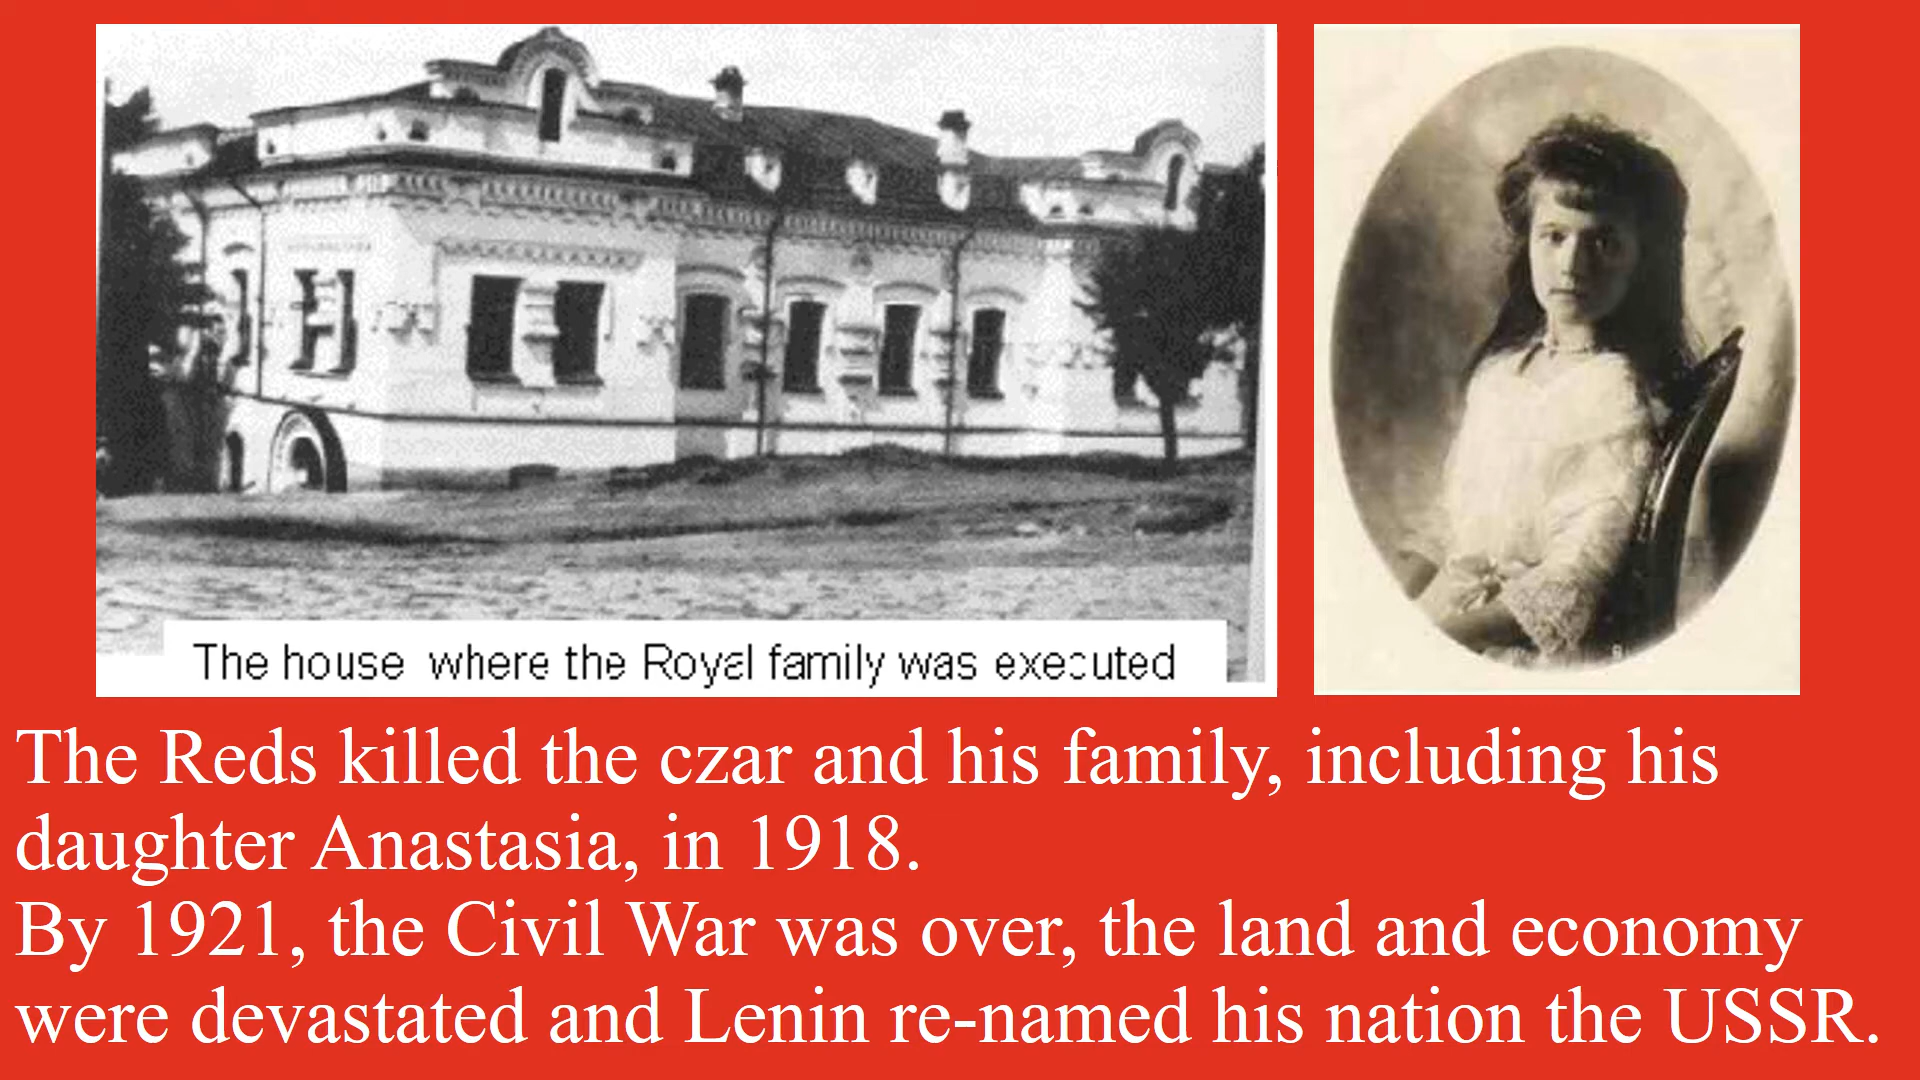 The house where the Royal family was executed
The Reds killed the czar and his family, including his
daughter Anastasia, in 1918.
By 1921, the Civil War was over, the land and economy
were devastated and Lenin re-named his nation the USSR.